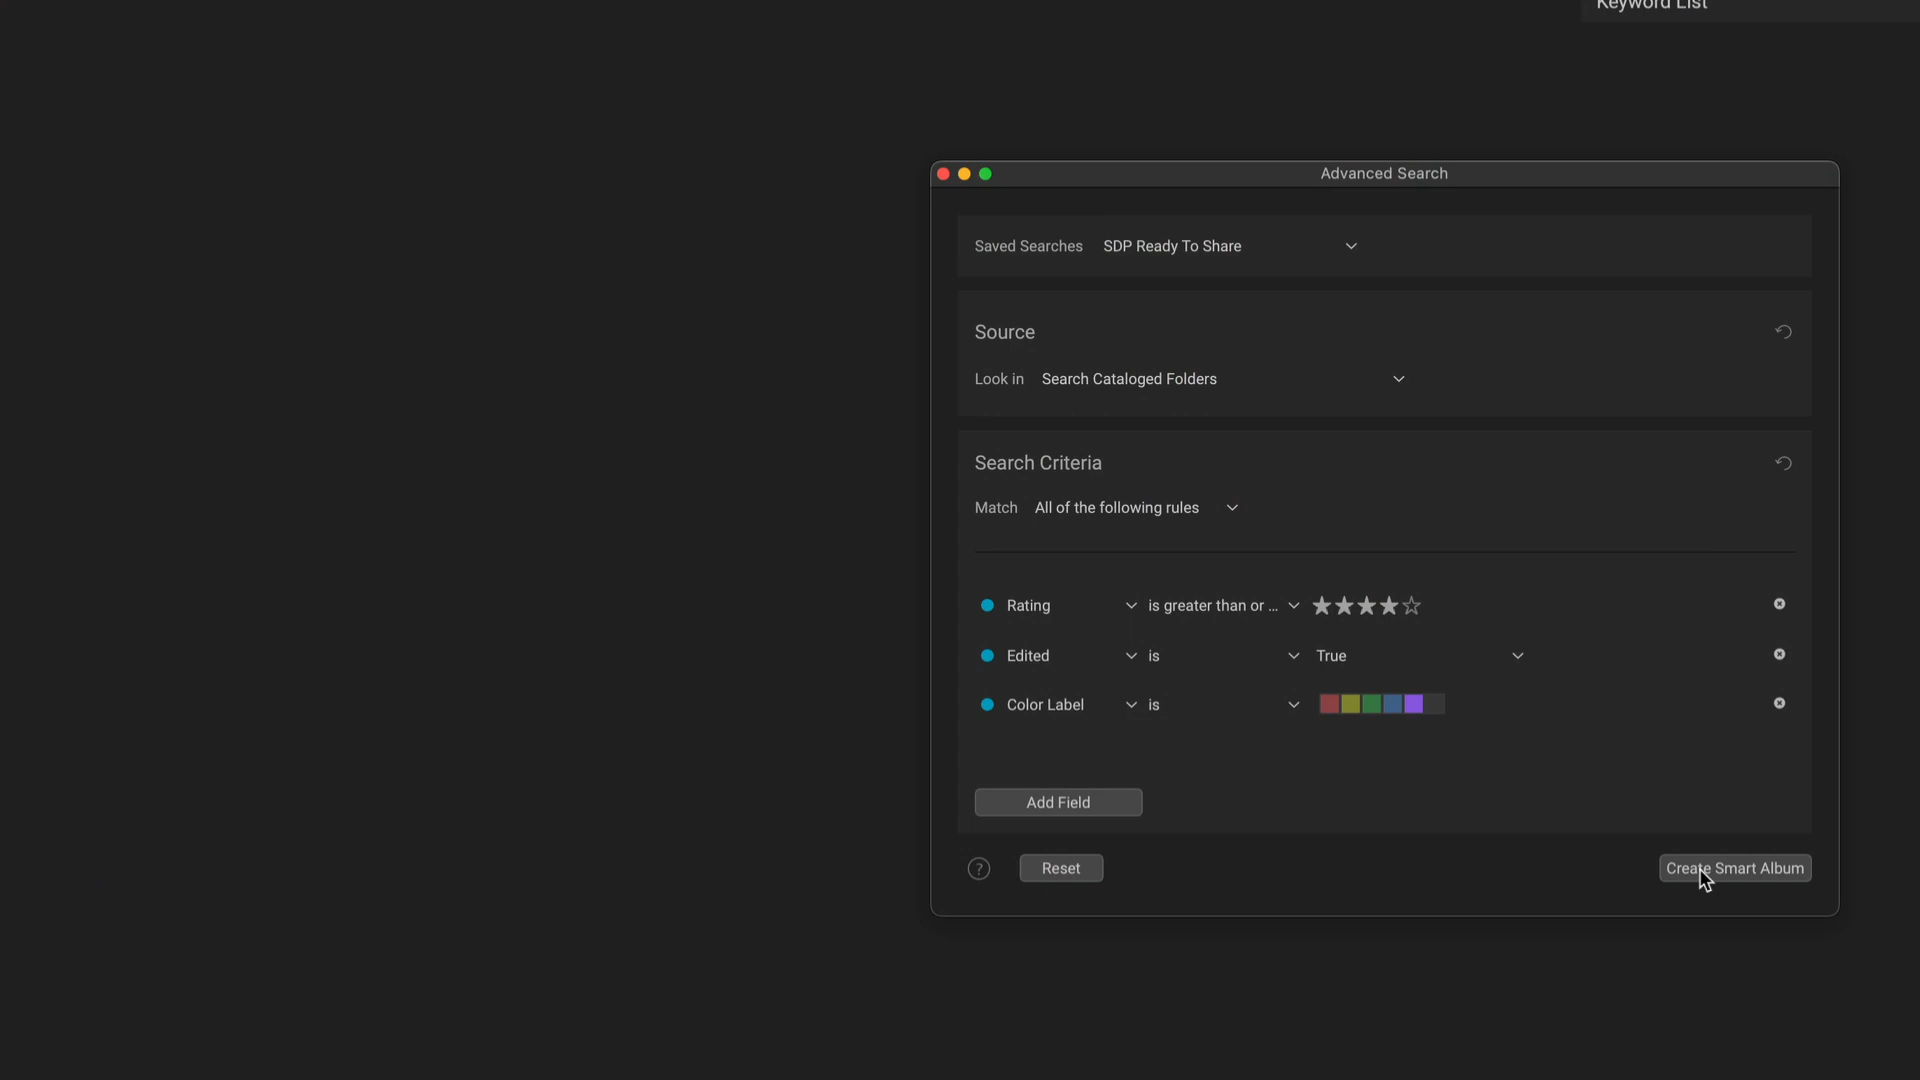 Keyword List
Advanced Search
Saved Searches SDP Ready To Share
Source
Look in Search Cataloged Folders
Search Criteria
Match All of the following rules
Rating is greater than or ...
Edited is True
Color Label is
Add Field
? Reset Create Smart Album